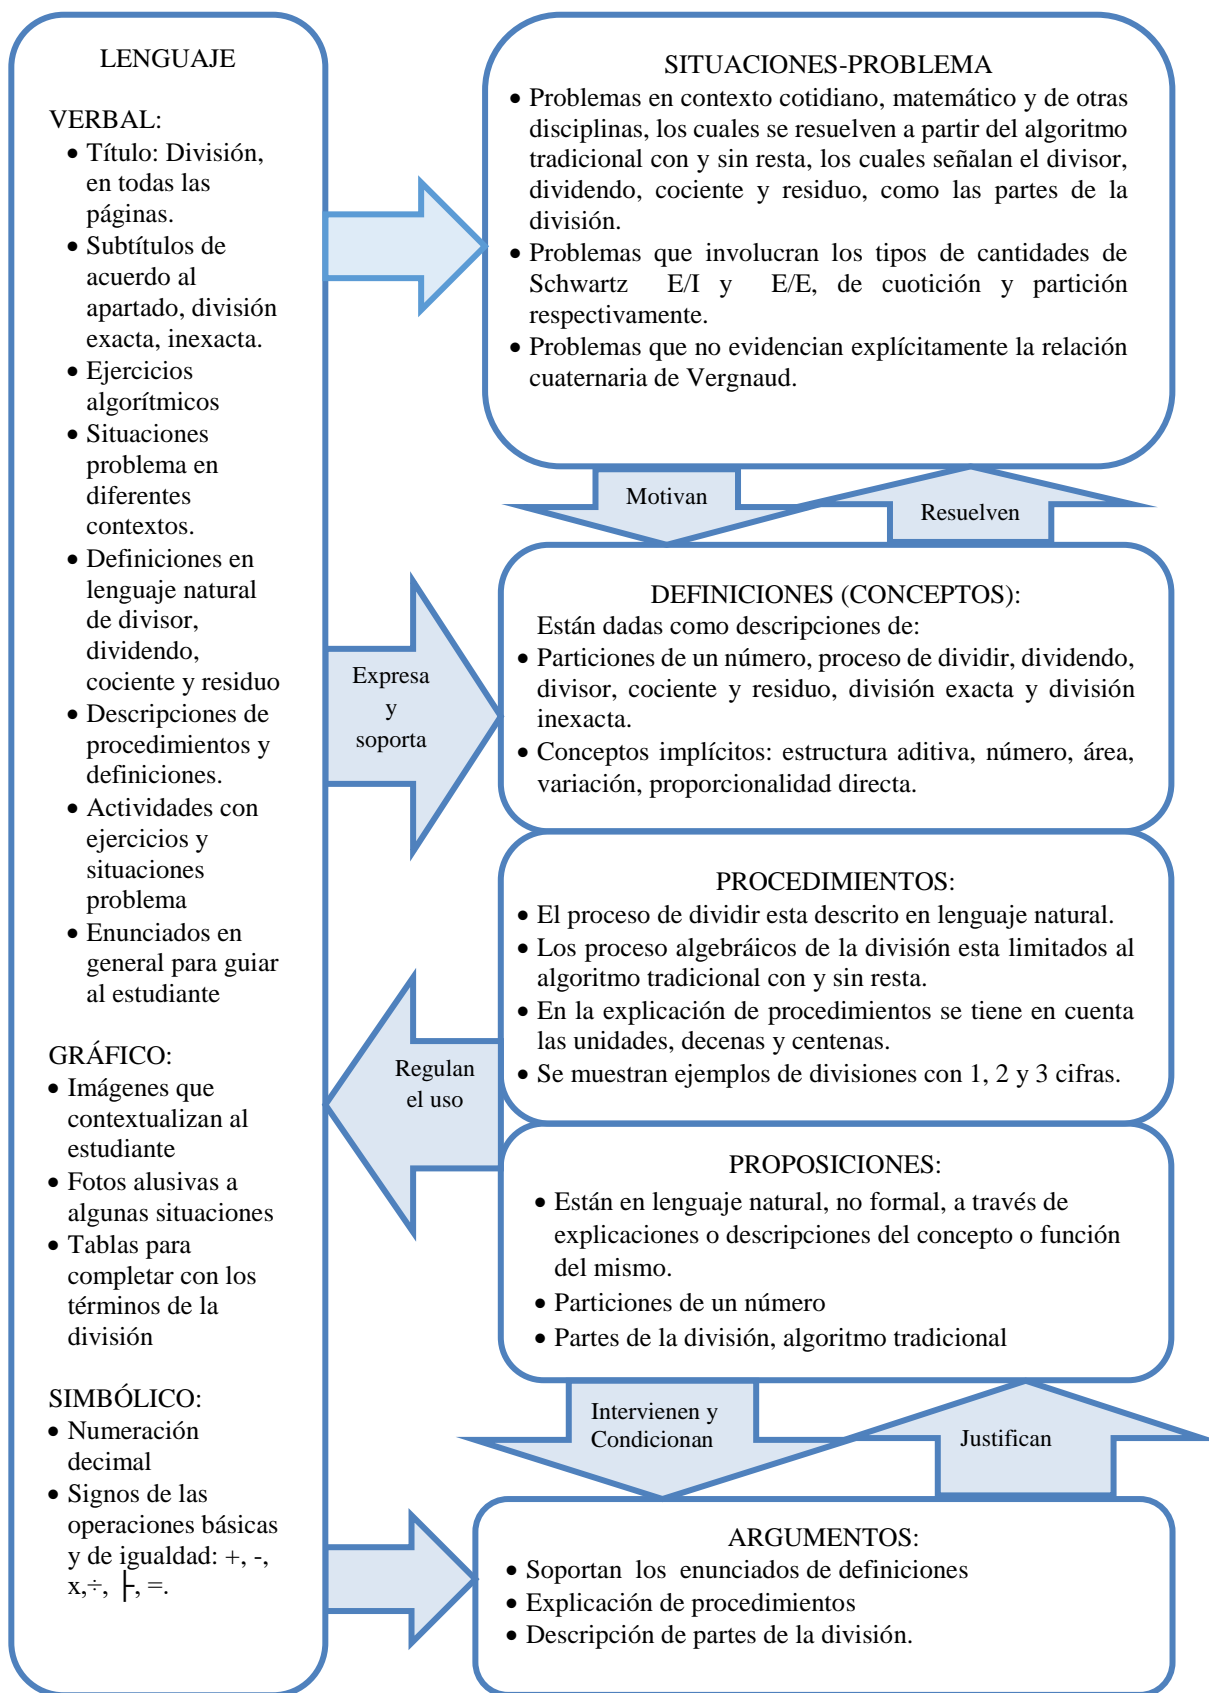 LENGUAJE
VERBAL:
• Título: División,
en todas las
páginas.
• Subtítulos de
acuerdo al
apartado, división
exacta, inexacta.
• Ejercicios
algorítmicos
• Situaciones
problema en
diferentes
contextos.
• Definiciones en
lenguaje natural
de divisor,
dividendo,
cociente y residuo
• Descripciones de
procedimientos y
definiciones.
• Actividades con
ejercicios y
situaciones
problema
• Enunciados en
general para guiar
al estudiante
GRÁFICO:
• Imágenes que
contextualizan al
estudiante
• Fotos alusivas a
algunas situaciones
• Tablas para
completar con los
términos de la
división
SIMBÓLICO:
• Numeración
decimal
• Signos de las
operaciones básicas
y de igualdad: +, -,
x,÷, ├, =.
SITUACIONES-PROBLEMA
• Problemas en contexto cotidiano, matemático y de otras
disciplinas, los cuales se resuelven a partir del algoritmo
tradicional con y sin resta, los cuales señalan el divisor,
dividendo, cociente y residuo, como las partes de la
división.
• Problemas que involucran los tipos de cantidades de
Schwartz E/I y E/E, de cuotición y partición
respectivamente.
• Problemas que no evidencian explícitamente la relación
cuaternaria de Vergnaud.
Motivan
Resuelven
Expresa
y
soporta
DEFINICIONES (CONCEPTOS):
Están dadas como descripciones de:
• Particiones de un número, proceso de dividir, dividendo,
divisor, cociente y residuo, división exacta y división
inexacta.
• Conceptos implícitos: estructura aditiva, número, área,
variación, proporcionalidad directa.
PROCEDIMIENTOS:
• El proceso de dividir esta descrito en lenguaje natural.
• Los proceso algebráicos de la división esta limitados al
algoritmo tradicional con y sin resta.
• En la explicación de procedimientos se tiene en cuenta
las unidades, decenas y centenas.
• Se muestran ejemplos de divisiones con 1, 2 y 3 cifras.
Regulan
el uso
PROPOSICIONES:
• Están en lenguaje natural, no formal, a través de
explicaciones o descripciones del concepto o función
del mismo.
• Particiones de un número
• Partes de la división, algoritmo tradicional
Intervienen y
Condicionan
Justifican
ARGUMENTOS:
• Soportan los enunciados de definiciones
• Explicación de procedimientos
• Descripción de partes de la división.